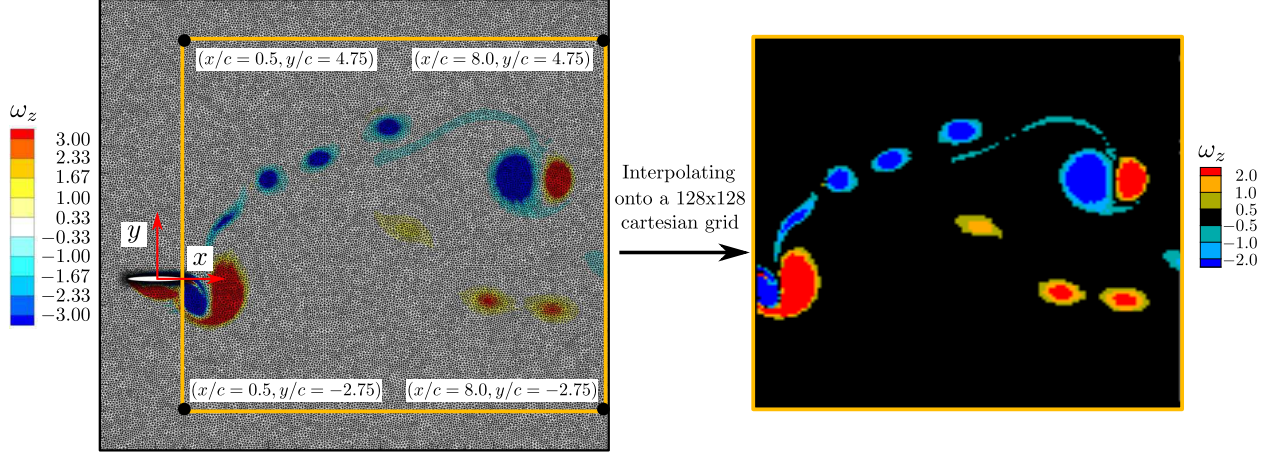 (x/c = 0.5, y/c = 4.75)
(x/c = 8.0, y/c = 4.75)
ω_z
3.00
2.33
1.67
1.00
0.33
−0.33
−1.00
−1.67
−2.33
−3.00
y
x
(x/c = 0.5, y/c = −2.75)
(x/c = 8.0, y/c = −2.75)
Interpolating
onto a 128x128
cartesian grid
ω_z
2.0
1.0
0.5
−0.5
−1.0
−2.0